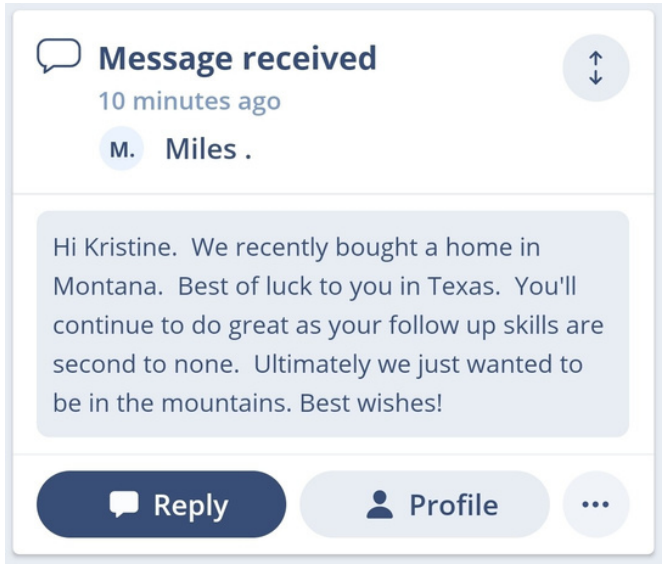 Message received
10 minutes ago
M. Miles .
Hi Kristine.  We recently bought a home in
Montana.  Best of luck to you in Texas.  You'll
continue to do great as your follow up skills are
second to none.  Ultimately we just wanted to
be in the mountains. Best wishes!
Reply Profile